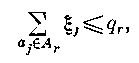 ∑_{a_j∈A_r} ξ_j ⩽ q_r,